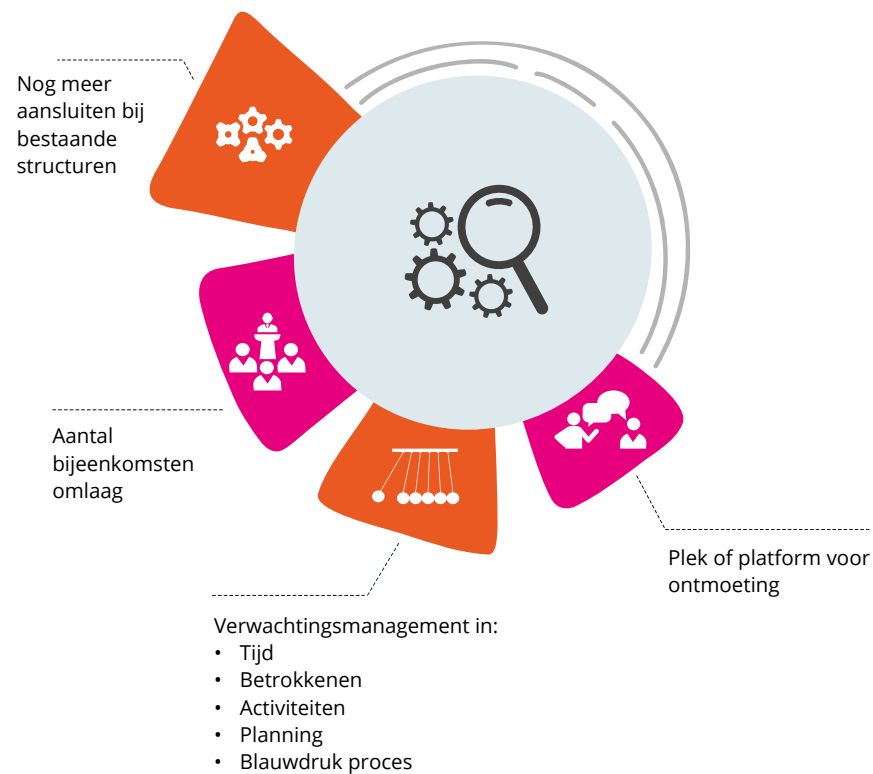 Nog meer
aansluiten bij
bestaande
structuren
Aantal
bijeenkomsten
omlaag
Plek of platform voor
ontmoeting
Verwachtingsmanagement in:
• Tijd
• Betrokkenen
• Activiteiten
• Planning
• Blauwdruk proces